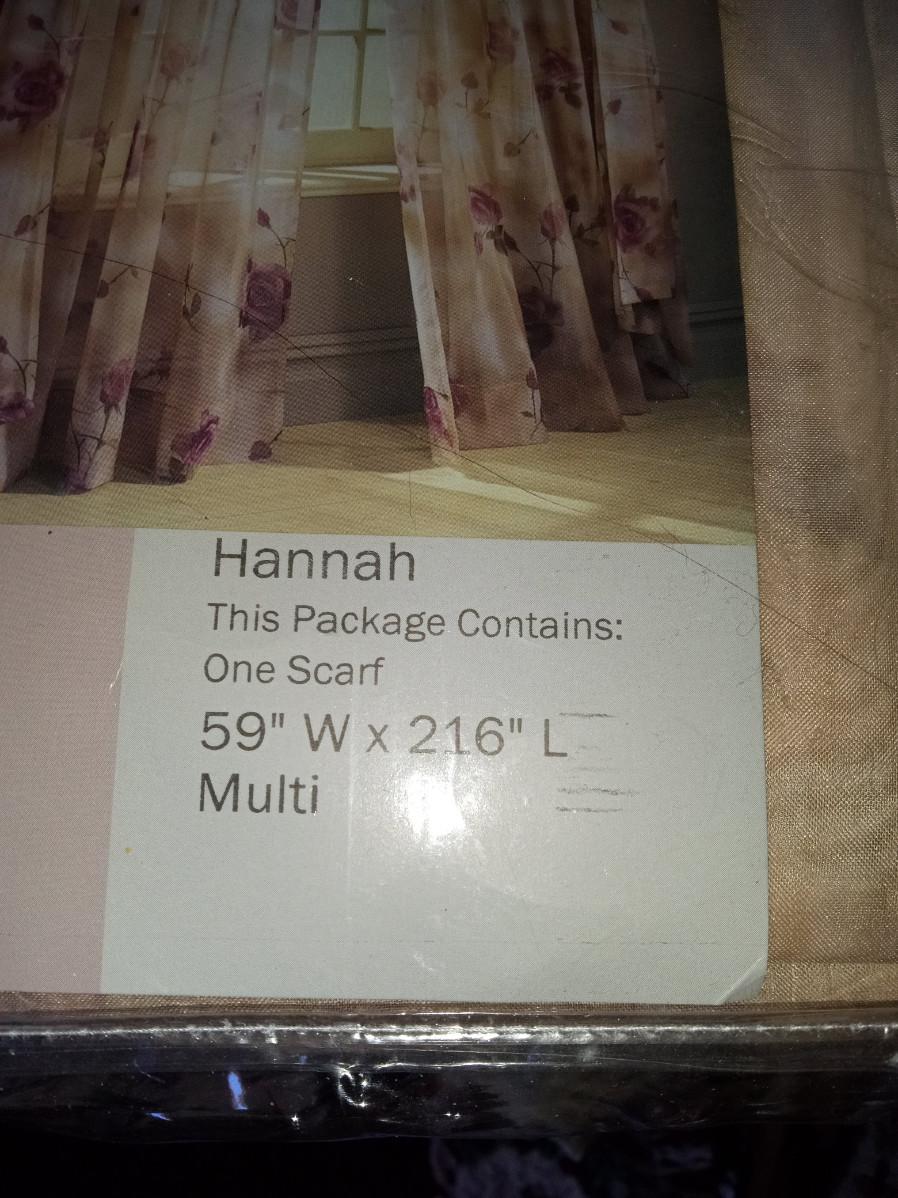 Hannah
This Package Contains:
One Scarf
59" W x 216" L
Multi